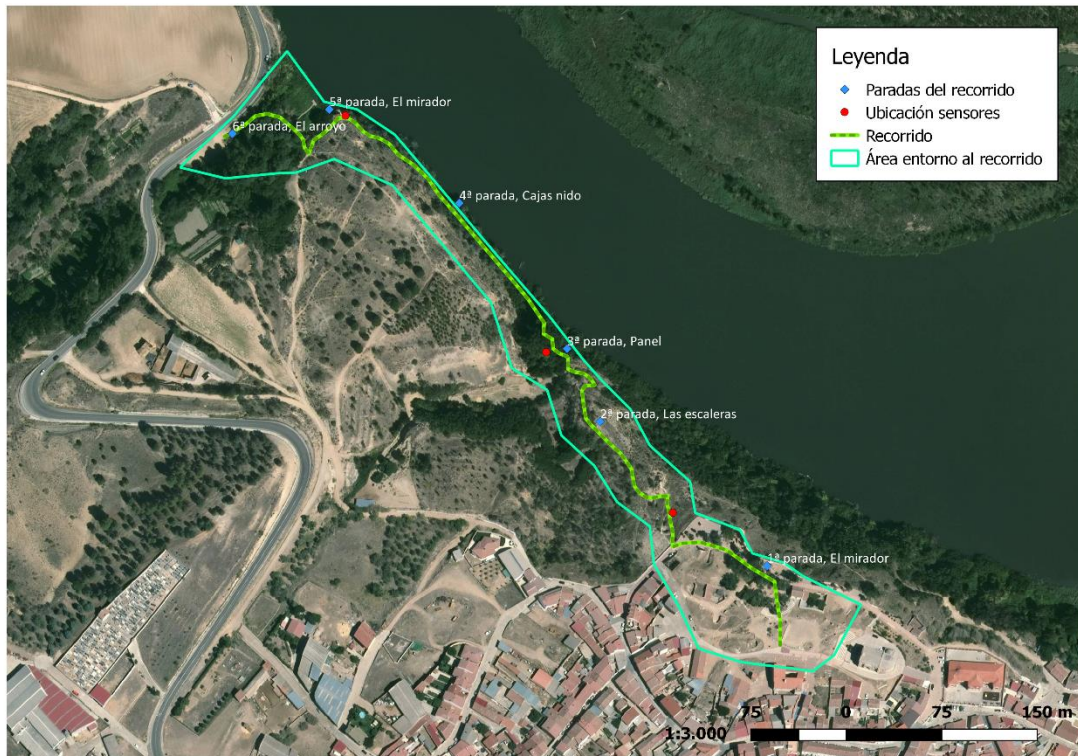 Leyenda
Paradas del recorrido
Ubicación sensores
Recorrido
Área entorno al recorrido
5ª parada, El mirador
6ª parada, El arroyo
4ª parada, Cajas nido
3ª parada, Panel
2ª parada, Las escaleras
1ª parada, El mirador
75 0 75 150 m
1:3.000